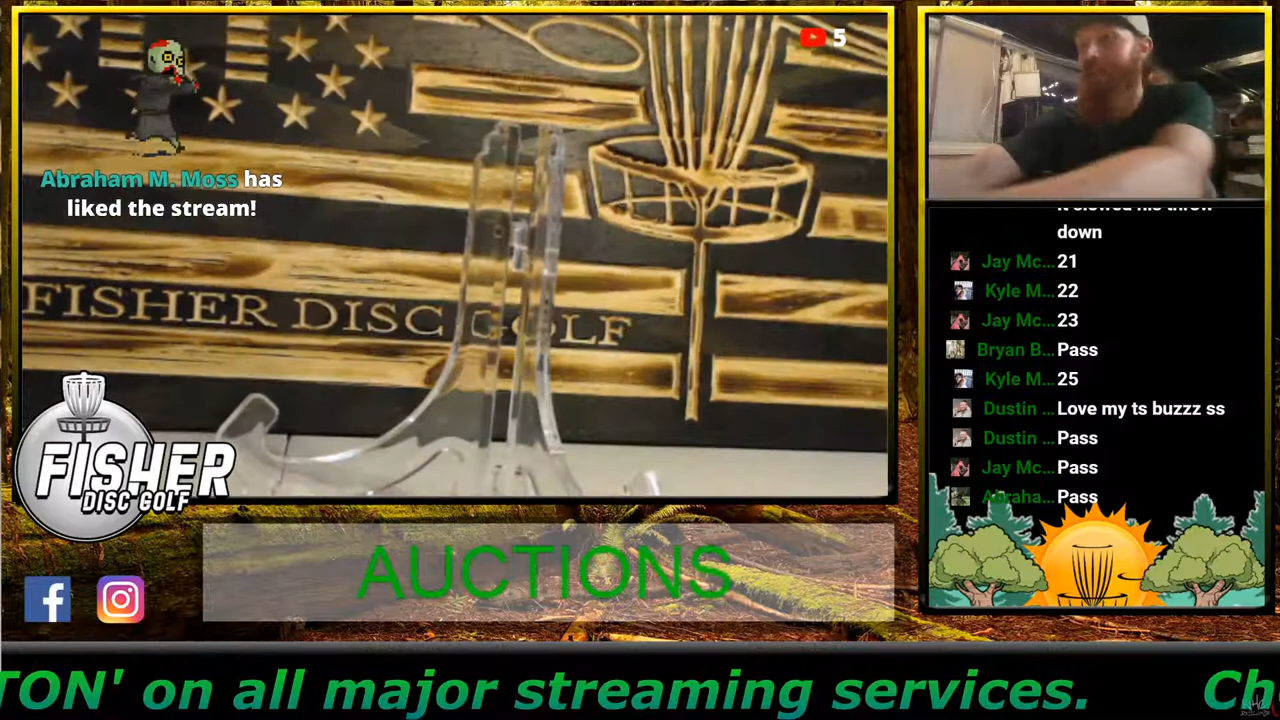 5
Abraham M. Moss has
liked the stream!
FISHER DISC GOLF
FISHER
DISC GOLF
AUCTIONS
down
Jay Mc... 21
Kyle M... 22
Jay Mc... 23
Bryan B... Pass
Kyle M... 25
Dustin ... Love my ts buzzz ss
Dustin ... Pass
Jay Mc... Pass
Abraha... Pass
TON' on all major streaming services. Ch